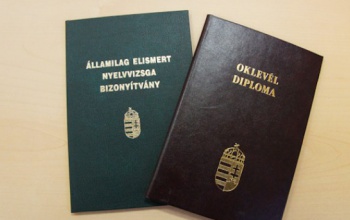 ÁLLAMILAG ELISMERT
NYELVVIZSGA
BIZONYÍTVÁNY
OKLEVÉL
DIPLOMA